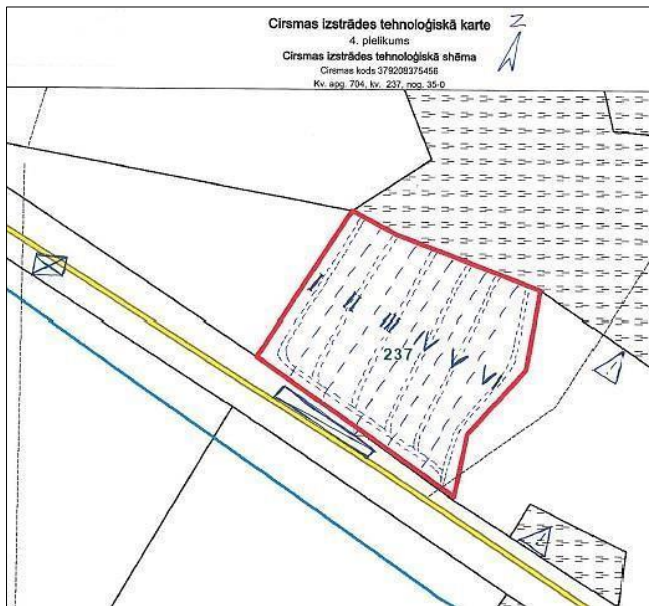 Cirsmas izstrādes tehnoloģiskā karte
Z
4. pielikums
Cirsmas izstrādes tehnoloģiskā shēma
Cirsmas kods 379208375456
Kv. apg. 704, kv. 237, nog. 35-0
I
II
III
IV
V
VI
237